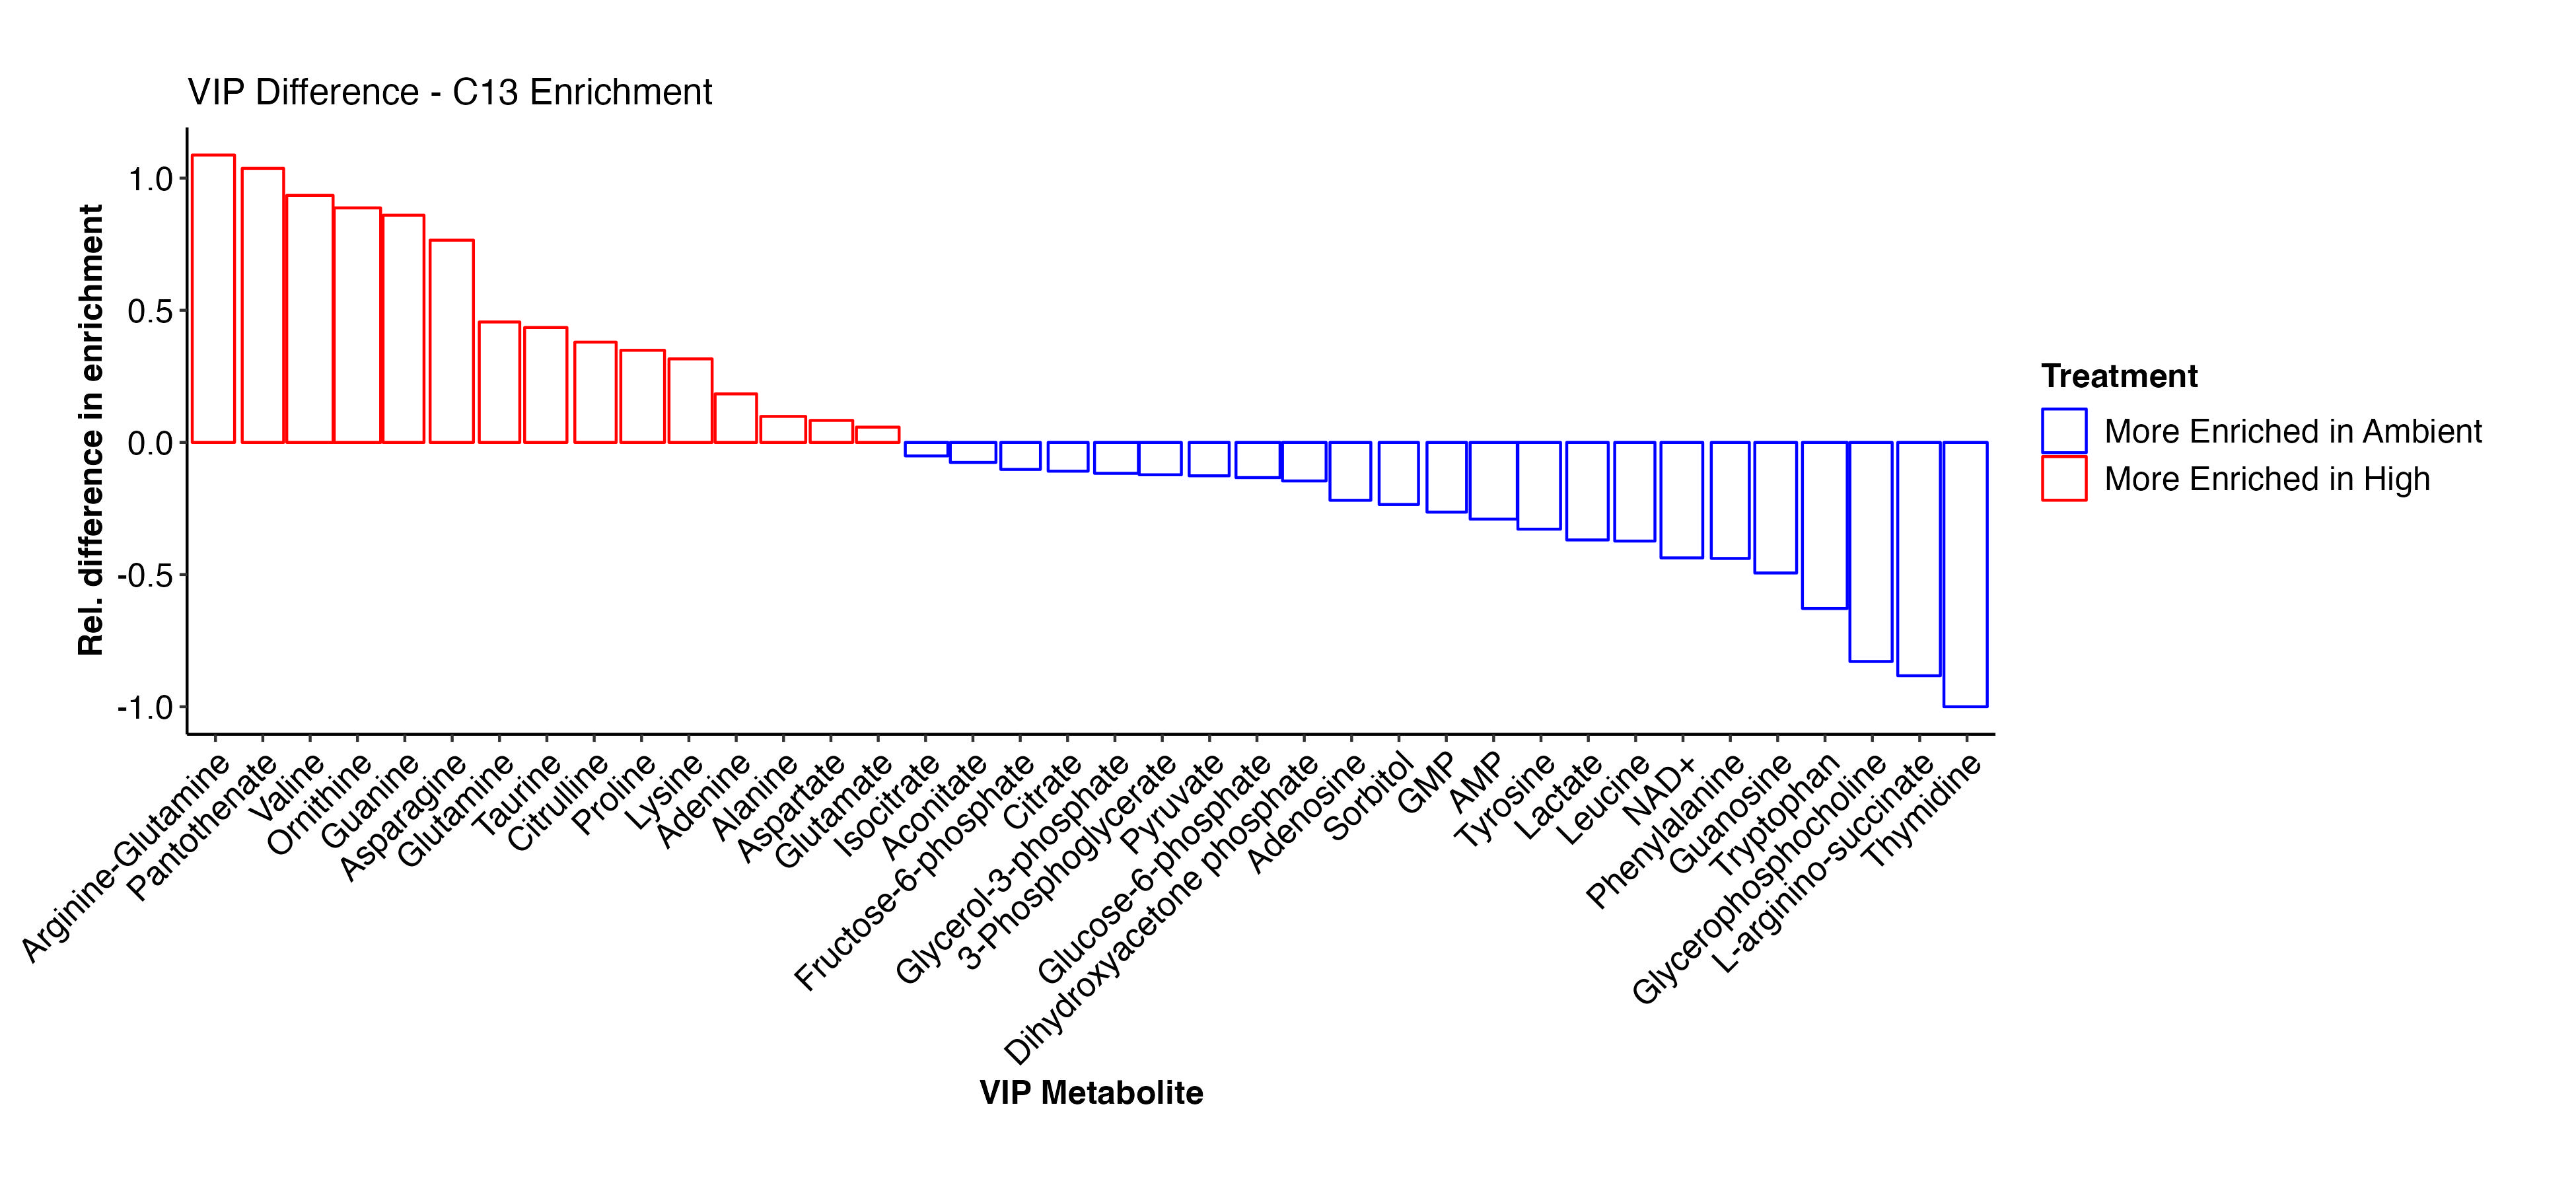 VIP Difference - C13 Enrichment
Rel. difference in enrichment
1.0
0.5
0.0
-0.5
-1.0
Arginine-Glutamine
Pantothenate
Valine
Ornithine
Guanine
Asparagine
Glutamine
Taurine
Citrulline
Proline
Lysine
Adenine
Alanine
Aspartate
Glutamate
Isocitrate
Aconitate
Fructose-6-phosphate
Citrate
Glycerol-3-phosphate
3-Phosphoglycerate
Pyruvate
Glucose-6-phosphate
Dihydroxyacetone phosphate
Adenosine
Sorbitol
GMP
AMP
Tyrosine
Lactate
Leucine
NAD+
Phenylalanine
Guanosine
Tryptophan
Glycerophosphocholine
L-arginino-succinate
Thymidine
VIP Metabolite
Treatment
More Enriched in Ambient
More Enriched in High